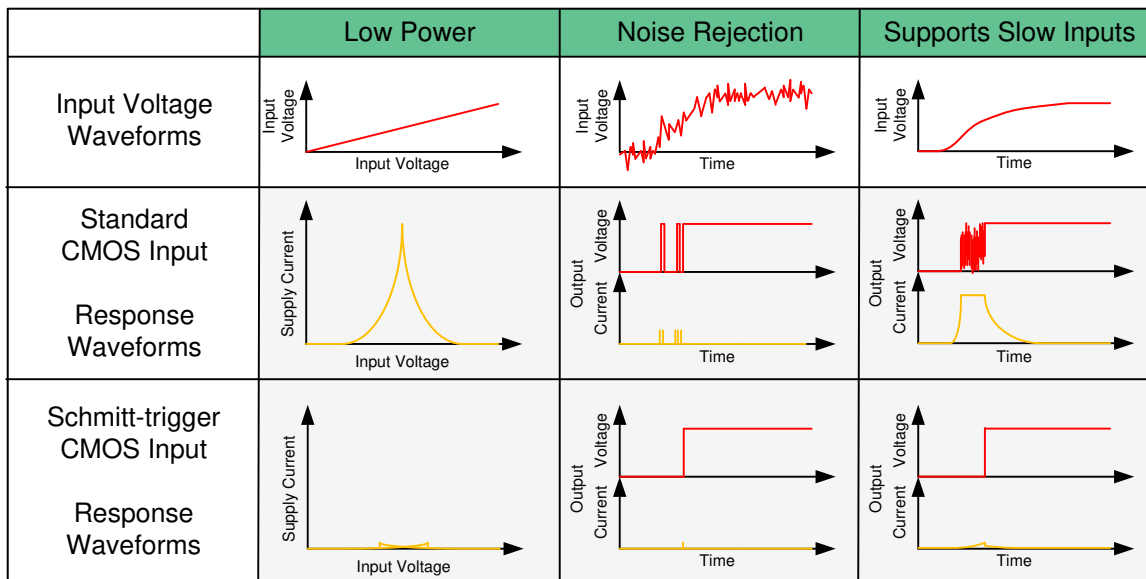 Low Power
Noise Rejection
Supports Slow Inputs
Input Voltage
Waveforms
Input
Voltage
Input Voltage
Input
Voltage
Time
Input
Voltage
Time
Standard
CMOS Input
Response
Waveforms
Supply Current
Input Voltage
Output
Voltage
Current
Time
Output
Voltage
Current
Time
Schmitt-trigger
CMOS Input
Response
Waveforms
Supply Current
Input Voltage
Output
Voltage
Current
Time
Output
Voltage
Current
Time